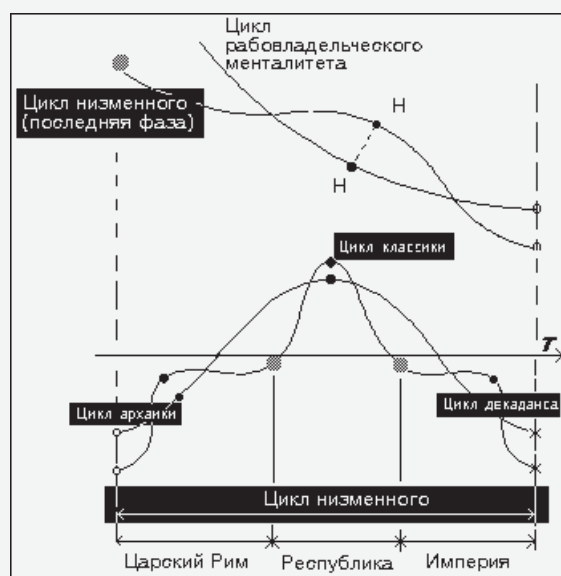 Цикл
рабовладельческого
менталитета
Цикл низменного
(последняя фаза)
Н
Н
Цикл классики
T
Цикл архаики
Цикл декаданса
Цикл низменного
Царский Рим
Республика
Империя